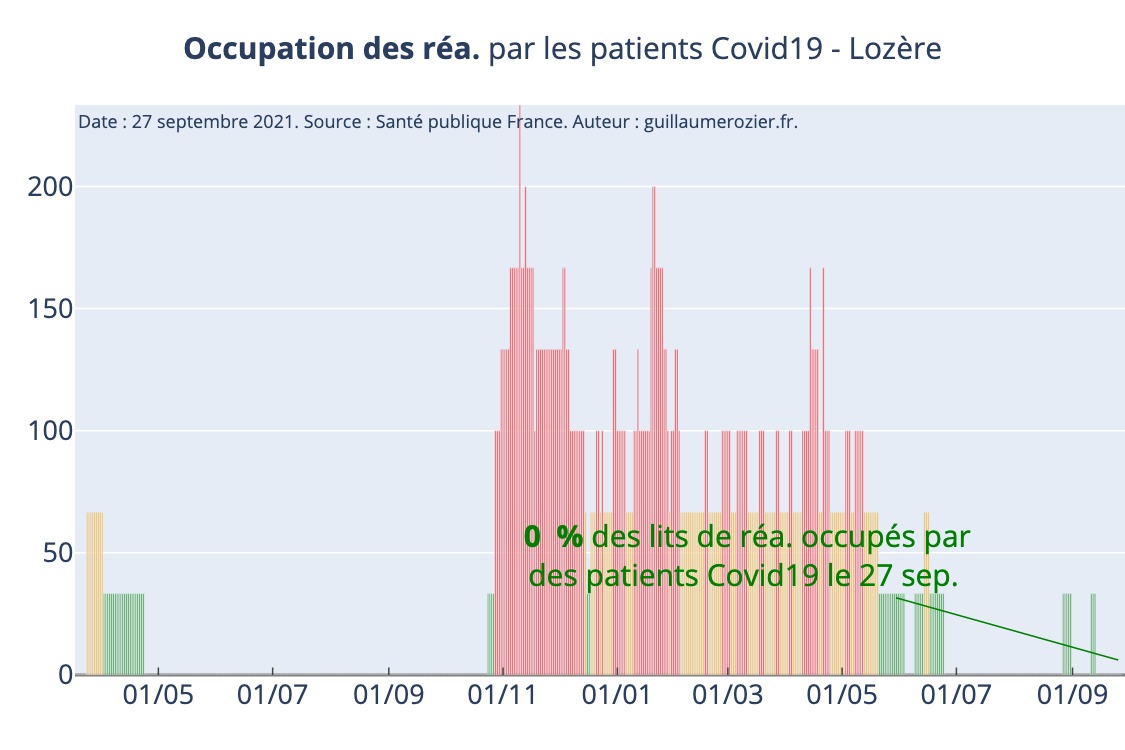 Occupation des réa. par les patients Covid19 - Lozère
Date : 27 septembre 2021. Source : Santé publique France. Auteur : guillaumerozier.fr.
200
150
100
50
0
0 % des lits de réa. occupés par
des patients Covid19 le 27 sep.
01/05 01/07 01/09 01/11 01/01 01/03 01/05 01/07 01/09